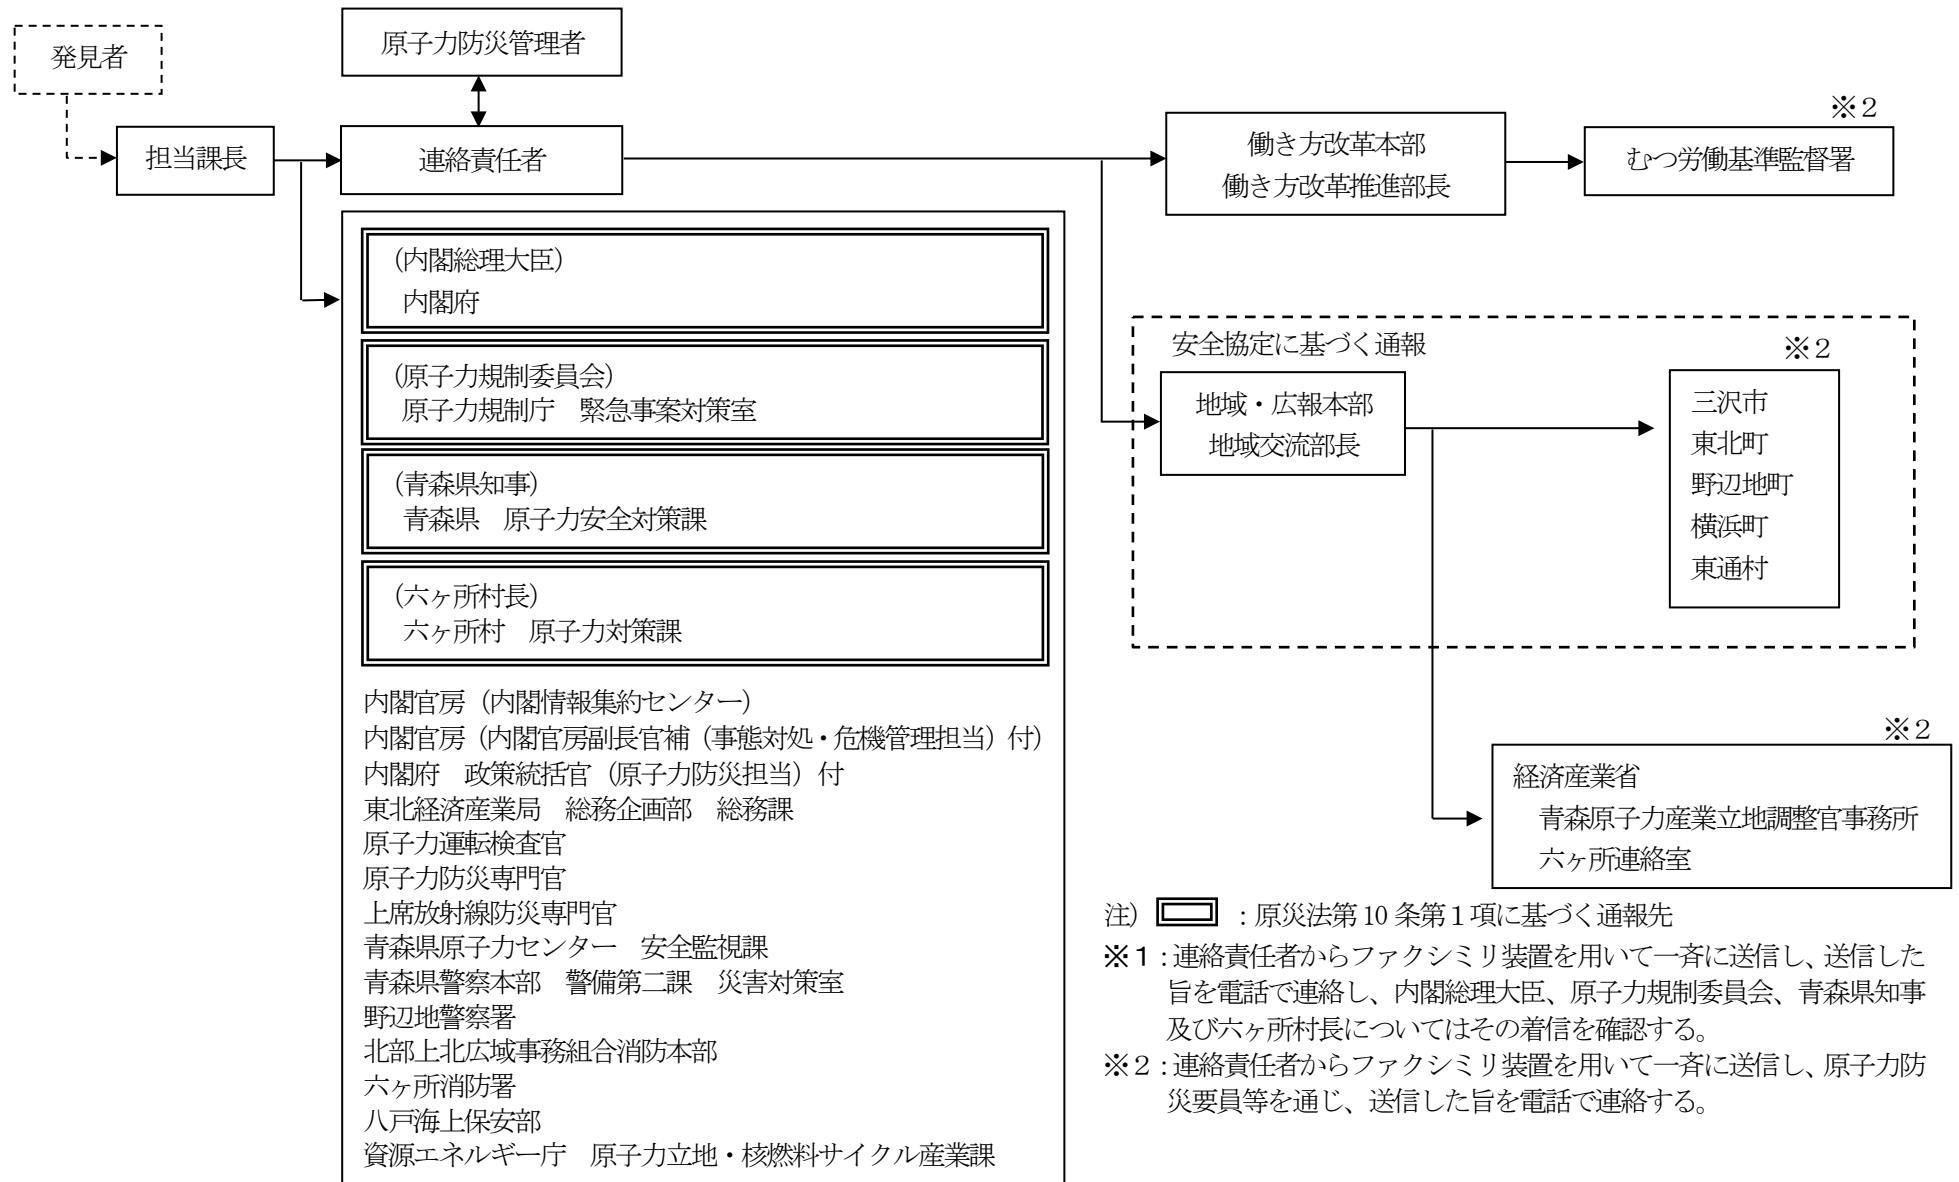 発見者
原子力防災管理者
担当課長
連絡責任者
働き方改革本部
働き方改革推進部長
※2
むつ労働基準監督署
(内閣総理大臣)
内閣府
(原子力規制委員会)
原子力規制庁 緊急事案対策室
(青森県知事)
青森県 原子力安全対策課
(六ヶ所村長)
六ヶ所村 原子力対策課
内閣官房(内閣情報集約センター)
内閣官房(内閣官房副長官補(事態対処・危機管理担当)付)
内閣府 政策統括官(原子力防災担当)付
東北経済産業局 総務企画部 総務課
原子力運転検査官
原子力防災専門官
上席放射線防災専門官
青森県原子力センター 安全監視課
青森県警察本部 警備第二課 災害対策室
野辺地警察署
北部上北広域事務組合消防本部
六ヶ所消防署
八戸海上保安部
資源エネルギー庁 原子力立地・核燃料サイクル産業課
安全協定に基づく通報
地域・広報本部
地域交流部長
※2
三沢市
東北町
野辺地町
横浜町
東通村
※2
経済産業省
青森原子力産業立地調整官事務所
六ヶ所連絡室
注) :原災法第10条第1項に基づく通報先
※1:連絡責任者からファクシミリ装置を用いて一斉に送信し、送信した
旨を電話で連絡し、内閣総理大臣、原子力規制委員会、青森県知事
及び六ヶ所村長についてはその着信を確認する。
※2:連絡責任者からファクシミリ装置を用いて一斉に送信し、原子力防
災要員等を通じ、送信した旨を電話で連絡する。